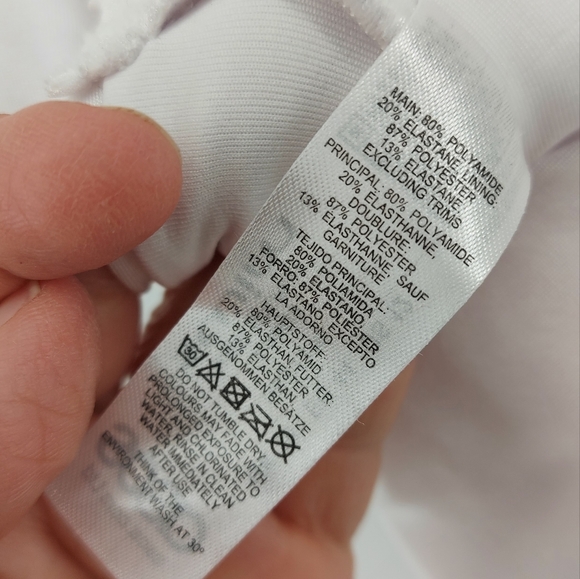 MAIN: 80% POLYAMIDE
20% ELASTANE, LINING:
87% POLYESTER
13% ELASTANE
EXCLUDING TRIMS
PRINCIPAL: 80% POLYAMIDE
20% ELASTHANNE,
DOUBLURE:
87% POLYESTER
13% ELASTHANNE, SAUF
GARNITURE
TEJIDO PRINCIPAL:
80% POLIAMIDA
20% ELASTANO
FORRO: 87% POLIESTER
13% ELASTANO EXCEPTO
LA ADORNO
HAUPTSTOFF:
80% POLYAMID
20% ELASTHAN, FUTTER:
87% POLYESTER
13% ELASTHAN,
AUSGENOMMEN BESÄTZE
30
DO NOT TUMBLE DRY
COLOURS MAY FADE WITH
PROLONGED EXPOSURE TO
LIGHT AND CHLORINATED
WATER RINSE IN CLEAN
WATER IMMEDIATELY
AFTER USE
THINK OF THE
ENVIRONMENT WASH AT 30°